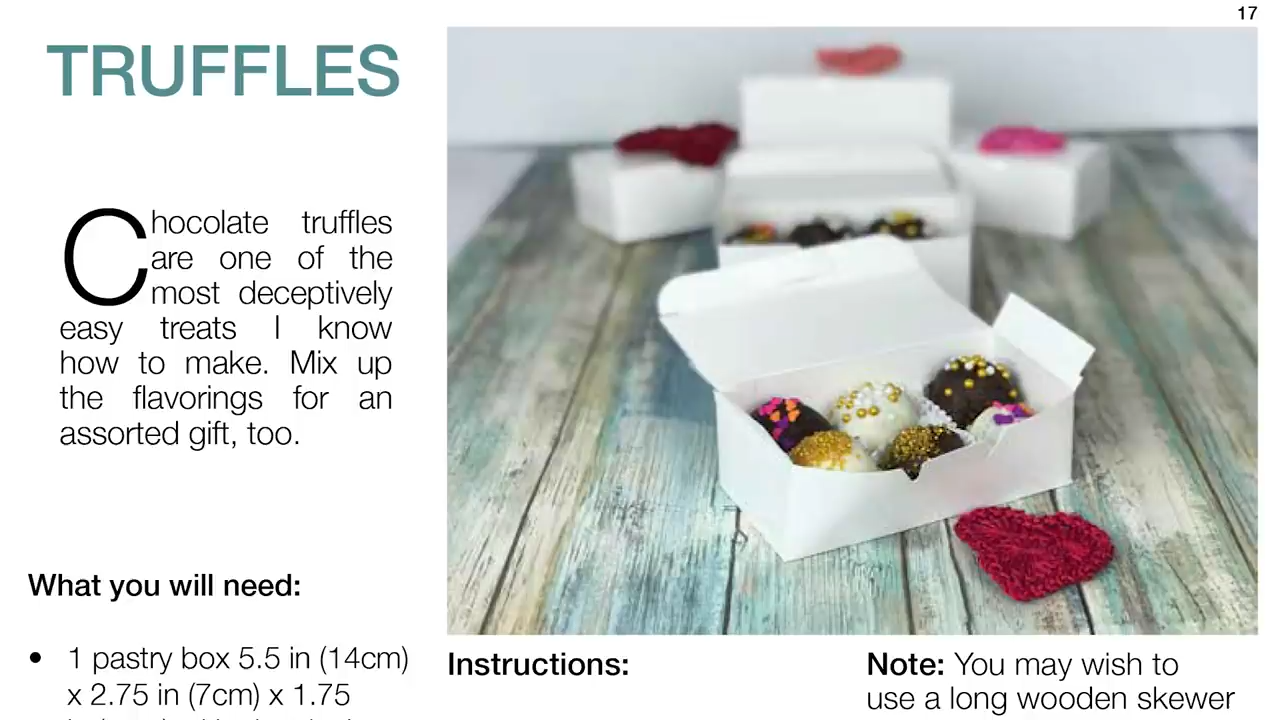 17
TRUFFLES
Chocolate truffles
are one of the
most deceptively
easy treats I know
how to make. Mix up
the flavorings for an
assorted gift, too.
What you will need:
• 1 pastry box 5.5 in (14cm)
x 2.75 in (7cm) x 1.75
Instructions:
Note: You may wish to
use a long wooden skewer